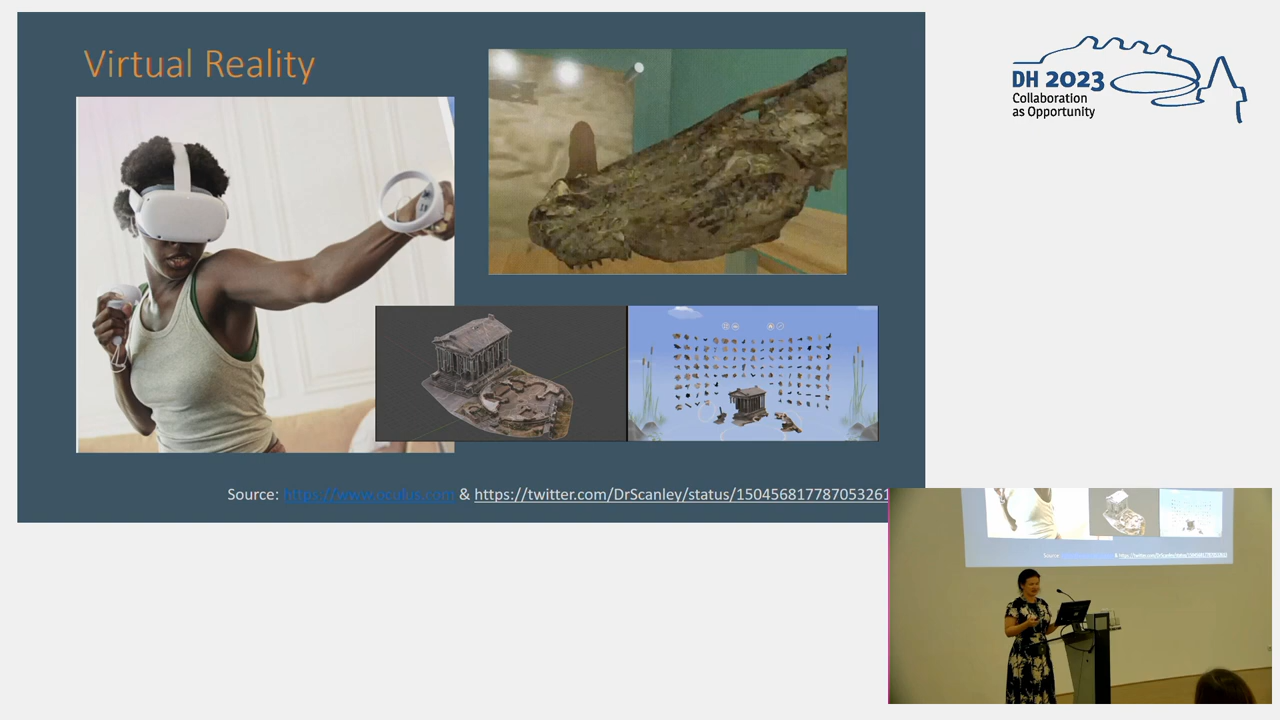 Virtual Reality
Source: https://www.oculus.com & https://twitter.com/DrScanley/status/150456817787053261
DH 2023
Collaboration
as Opportunity